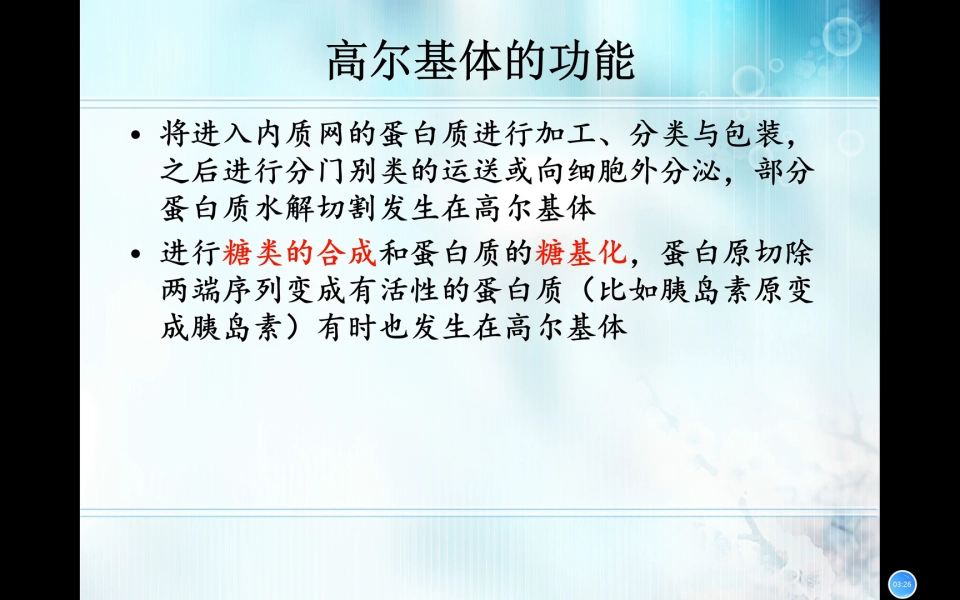 高尔基体的功能
• 将进入内质网的蛋白质进行加工、分类与包装，
之后进行分门别类的运送或向细胞外分泌，部分
蛋白质水解切割发生在高尔基体
• 进行糖类的合成和蛋白质的糖基化，蛋白原切除
两端序列变成有活性的蛋白质（比如胰岛素原变
成胰岛素）有时也发生在高尔基体
03:26